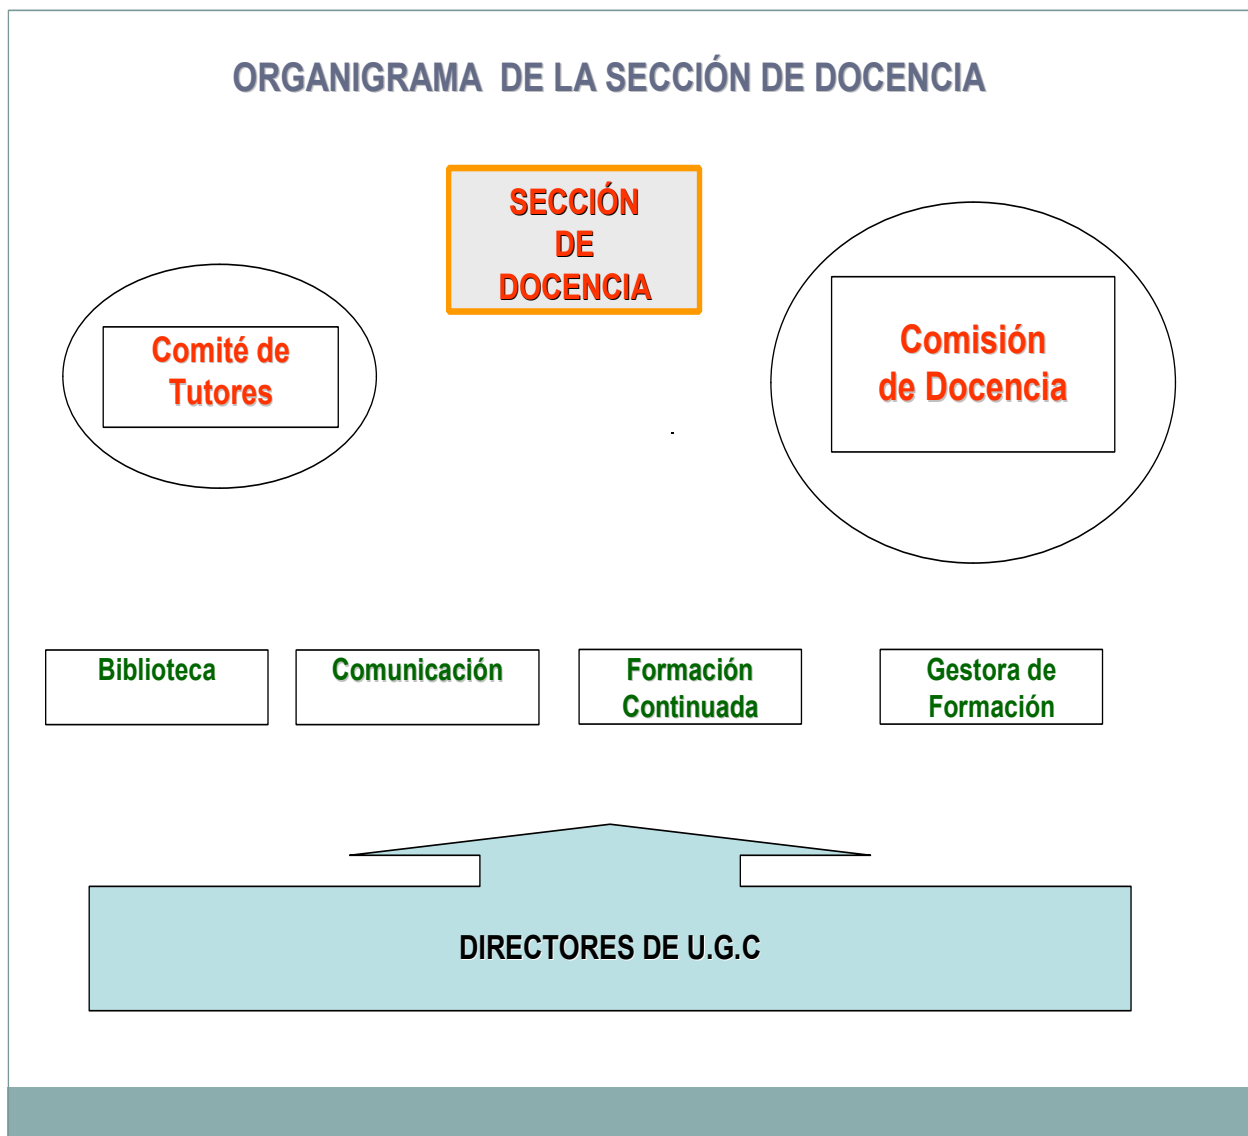 ORGANIGRAMA DE LA SECCIÓN DE DOCENCIA
SECCIÓN
DE
DOCENCIA
Comité de
Tutores
Comisión
de Docencia
Biblioteca
Comunicación
Formación
Continuada
Gestora de
Formación
DIRECTORES DE U.G.C